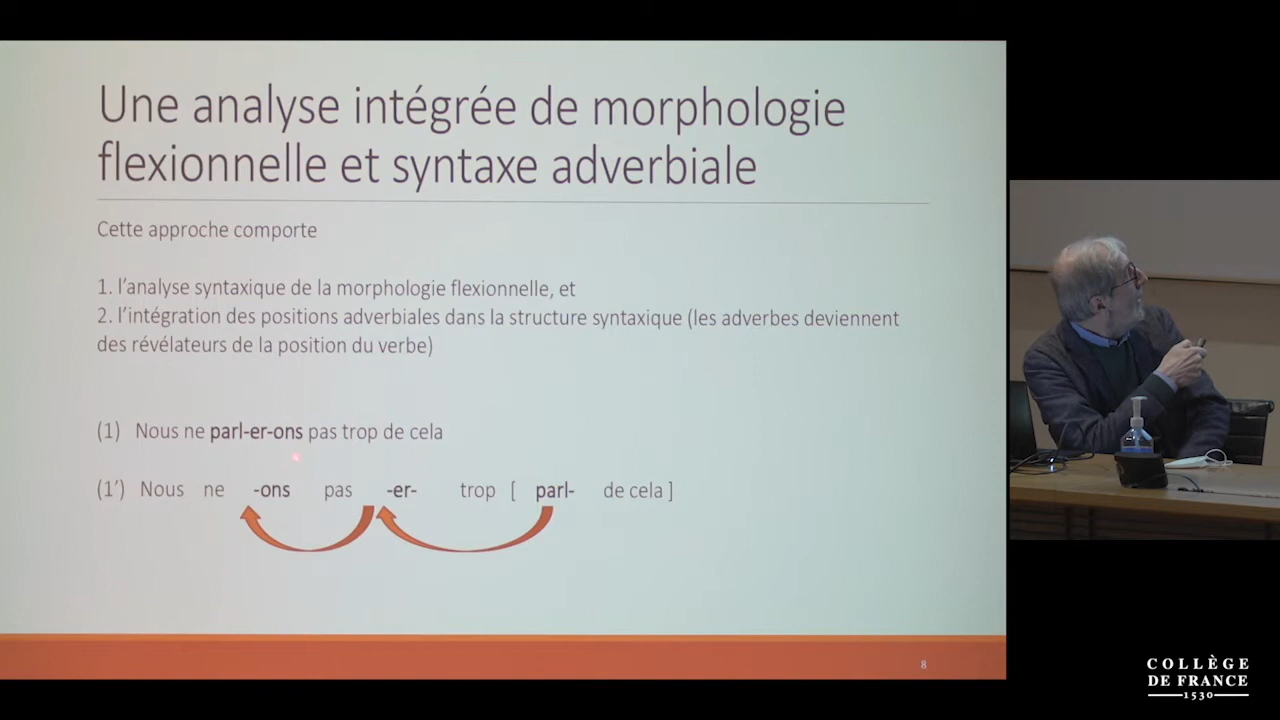 Une analyse intégrée de morphologie
flexionnelle et syntaxe adverbiale
Cette approche comporte
1. l'analyse syntaxique de la morphologie flexionnelle, et
2. l'intégration des positions adverbiales dans la structure syntaxique (les adverbes deviennent
des révélateurs de la position du verbe)
(1) Nous ne parl-er-ons pas trop de cela
(1') Nous ne -ons pas -er- trop [ parl- de cela ]
8
COLLÈGE
DE FRANCE
1530